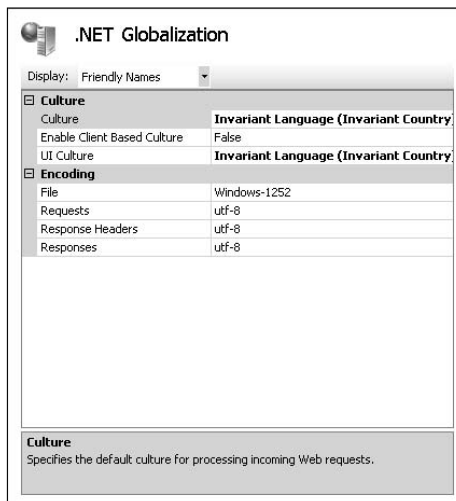 .NET Globalization
Display: Friendly Names
Culture
Culture Invariant Language (Invariant Country)
Enable Client Based Culture False
UI Culture Invariant Language (Invariant Country)
Encoding
File Windows-1252
Requests utf-8
Response Headers utf-8
Responses utf-8
Culture
Specifies the default culture for processing incoming Web requests.